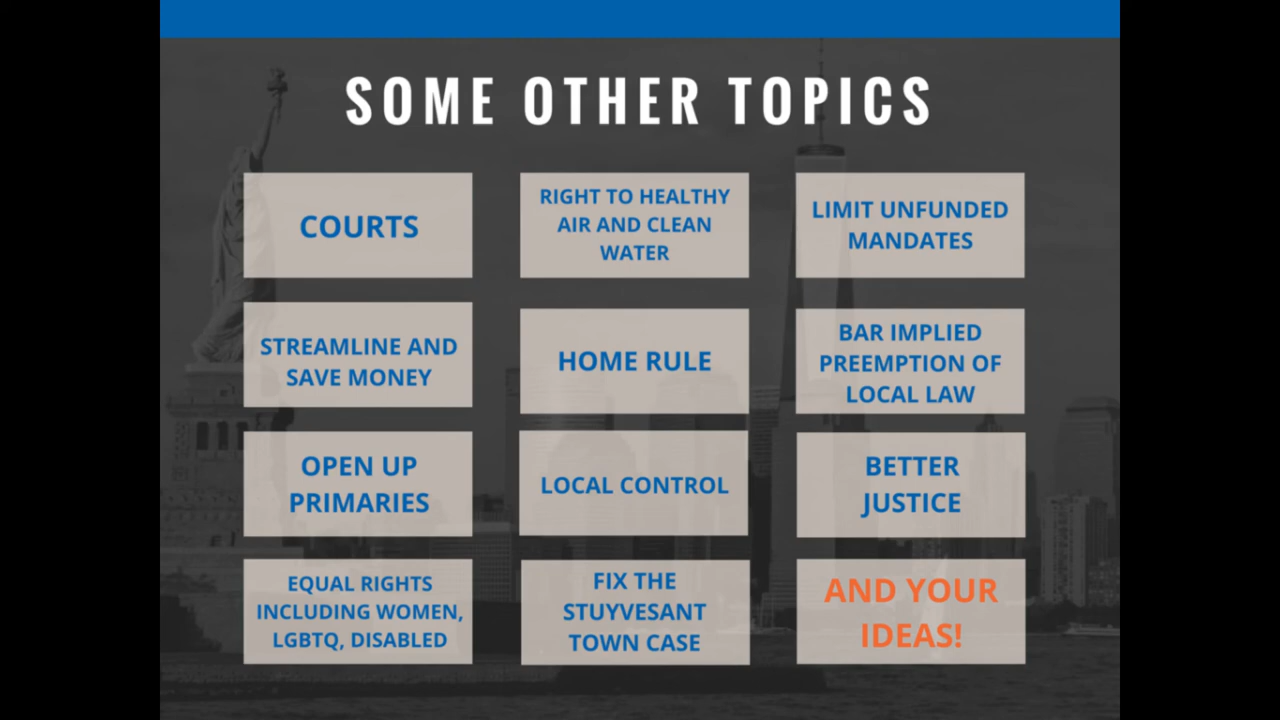 SOME OTHER TOPICS
COURTS
RIGHT TO HEALTHY
AIR AND CLEAN
WATER
LIMIT UNFUNDED
MANDATES
STREAMLINE AND
SAVE MONEY
HOME RULE
BAR IMPLIED
PREEMPTION OF
LOCAL LAW
OPEN UP
PRIMARIES
LOCAL CONTROL
BETTER
JUSTICE
EQUAL RIGHTS
INCLUDING WOMEN,
LGBTQ, DISABLED
FIX THE
STUYVESANT
TOWN CASE
AND YOUR
IDEAS!